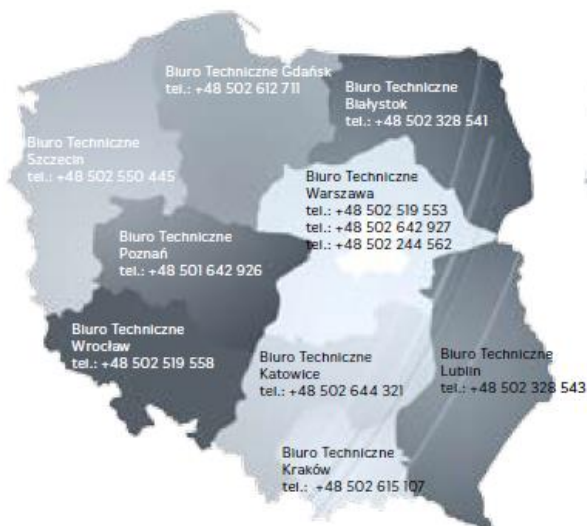 Biuro Techniczne Gdańsk
tel.: +48 502 612 711
Biuro Techniczne
Białystok
tel.: +48 502 328 541
Biuro Techniczne
Szczecin
tel.: +48 502 550 445
Biuro Techniczne
Warszawa
tel.: +48 502 519 553
tel.: +48 502 642 927
tel.: +48 502 244 562
Biuro Techniczne
Poznań
tel.: +48 501 642 926
Biuro Techniczne
Wrocław
tel.: +48 502 519 558
Biuro Techniczne
Katowice
tel.: +48 502 644 321
Biuro Techniczne
Lublin
tel.: +48 502 328 543
Biuro Techniczne
Kraków
tel.: +48 502 615 107